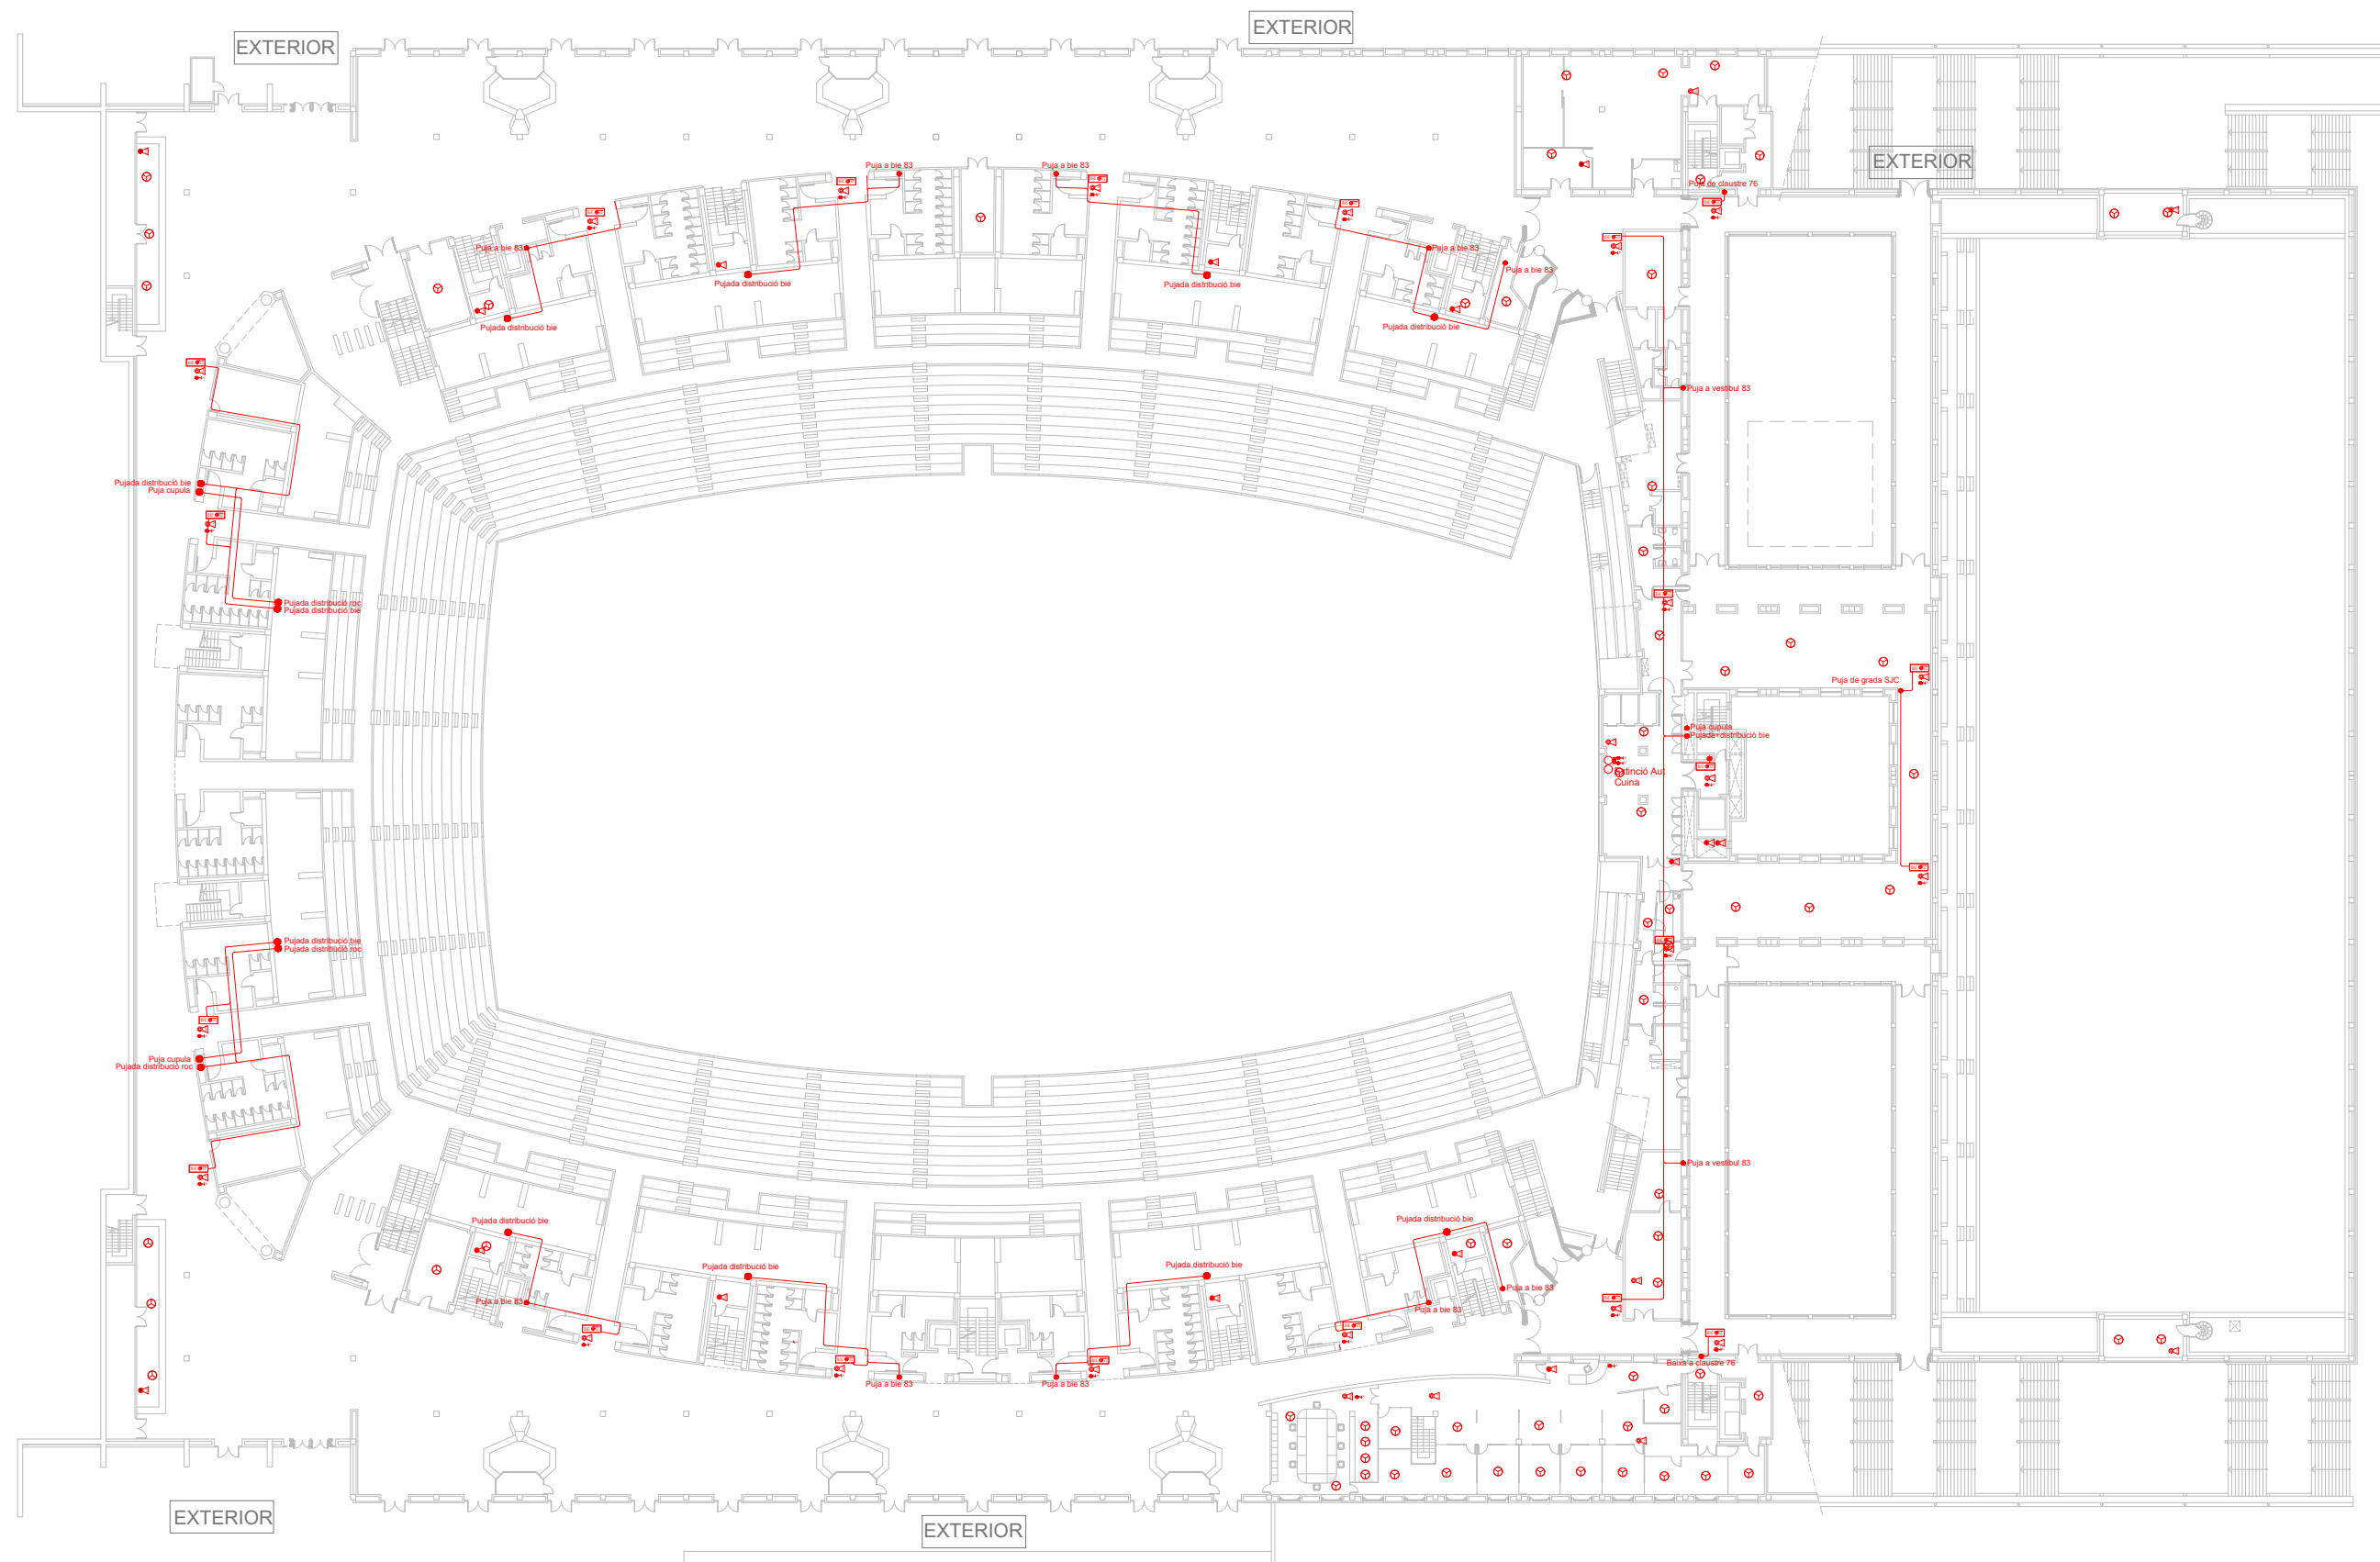 EXTERIOR
EXTERIOR
EXTERIOR
Puja a bie 83
Puja a bie 83
Puja de claustre 76
Puja a bie 83
Puja a bie 83
Puja a bie 83
Pujada distribució bie
Pujada distribució bie
Pujada distribució bie
Pujada distribució bie
Puja a vestibul 83
Pujada distribució bie
Puja cupula
Pujada distribució roc
Pujada distribució bie
Puja de grada SJC
Puja cupula
Pujada+distribució bie
Extinció Aut
Cuina
Pujada distribució bie
Pujada distribució roc
Puja cupula
Pujada distribució roc
Puja a vestibul 83
Pujada distribució bie
Pujada distribució bie
Pujada distribució bie
Pujada distribució bie
Puja a bie 83
Puja a bie 83
Puja a bie 83
Baixa a claustre 76
Puja a bie 83
Puja a bie 83
EXTERIOR
EXTERIOR